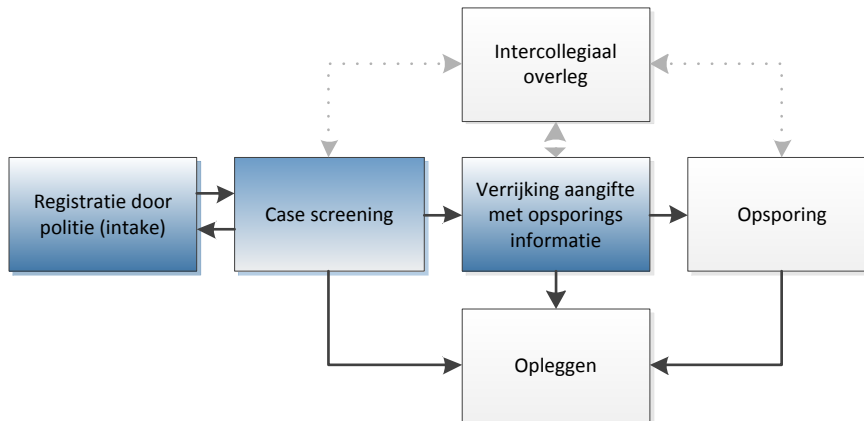 Intercollegiaal
overleg
Registratie door
politie (intake)
Case screening
Verrijking aangifte
met opsporings
informatie
Opsporing
Opleggen